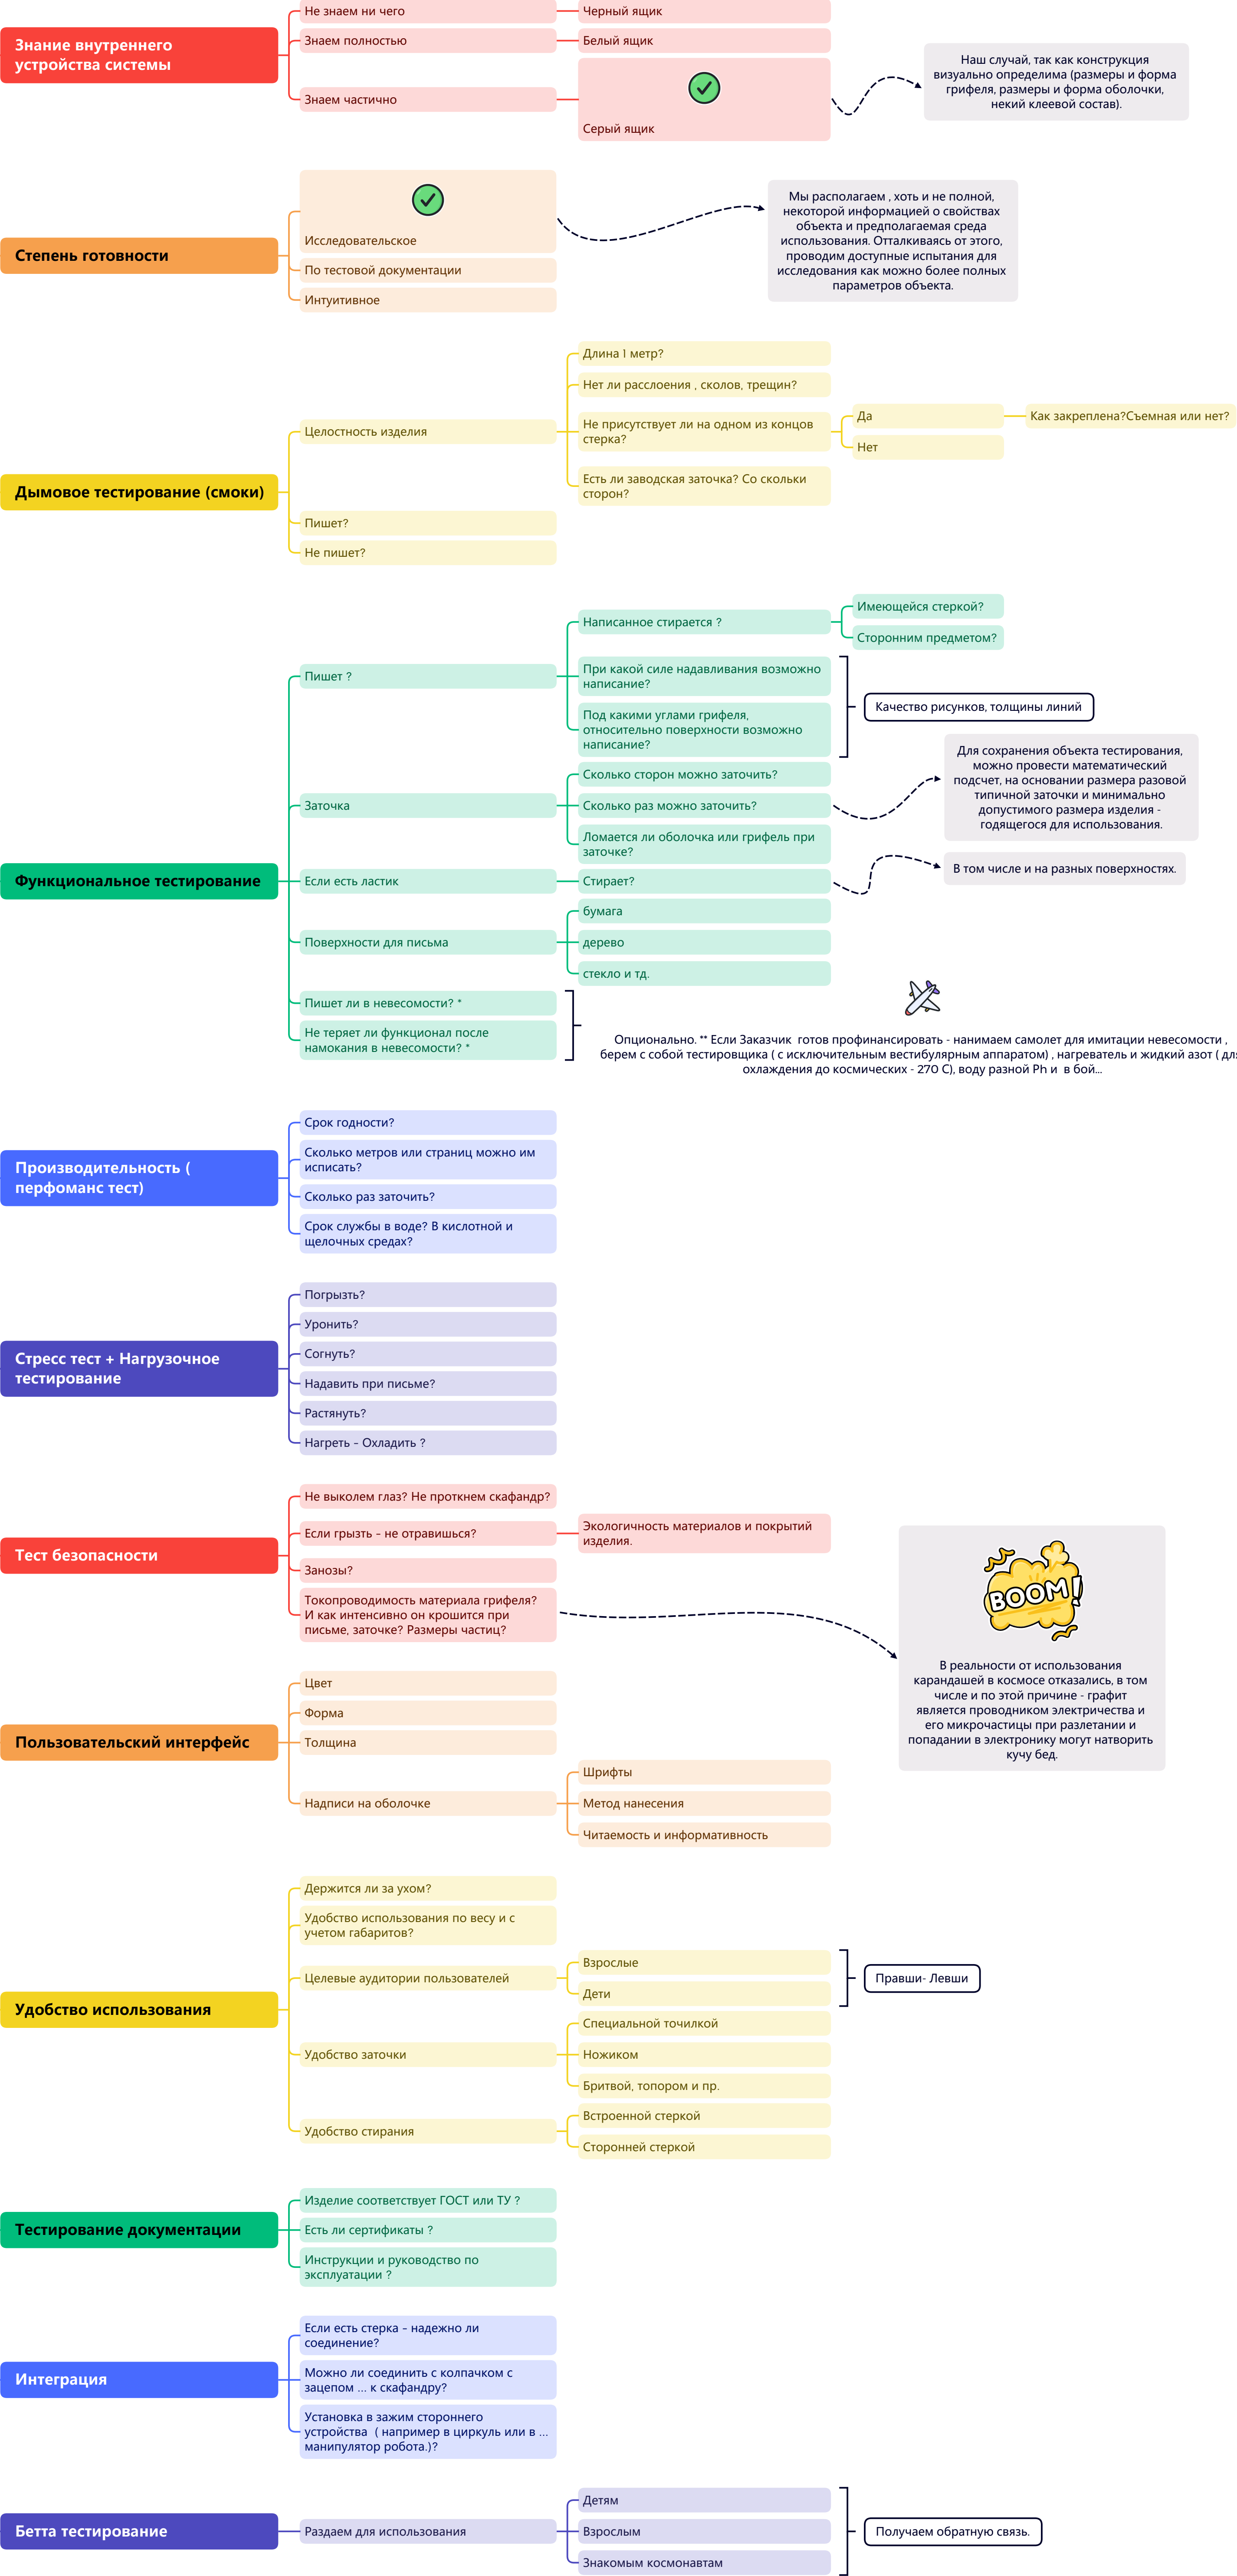 Знание внутреннего
устройства системы
Не знаем ни чего
Черный ящик
Знаем полностью
Белый ящик
Знаем частично
Серый ящик
Наш случай, так как конструкция
визуально определима (размеры и форма
грифеля, размеры и форма оболочки,
некий клеевой состав).
Степень готовности
Исследовательское
По тестовой документации
Интуитивное
Мы располагаем , хоть и не полной,
некоторой информацией о свойствах
объекта и предполагаемая среда
использования. Отталкиваясь от этого,
проводим доступные испытания для
исследования как можно более полных
параметров объекта.
Дымовое тестирование (смоки)
Целостность изделия
Длина 1 метр?
Нет ли расслоения , сколов, трещин?
Не присутствует ли на одном из концов
стерка?
Да
Как закреплена?Съемная или нет?
Нет
Есть ли заводская заточка? Со скольки
сторон?
Пишет?
Не пишет?
Функциональное тестирование
Пишет ?
Написанное стирается ?
Имеющейся стеркой?
Сторонним предметом?
При какой силе надавливания возможно
написание?
Под какими углами грифеля,
относительно поверхности возможно
написание?
Качество рисунков, толщины линий
Заточка
Сколько сторон можно заточить?
Сколько раз можно заточить?
Ломается ли оболочка или грифель при
заточке?
Для сохранения объекта тестирования,
можно провести математический
подсчет, на основании размера разовой
типичной заточки и минимально
допустимого размера изделия -
годящегося для использования.
Если есть ластик
Стирает?
В том числе и на разных поверхностях.
Поверхности для письма
бумага
дерево
стекло и тд.
Пишет ли в невесомости? *
Не теряет ли функционал после
намокания в невесомости? *
Опционально. ** Если Заказчик готов профинансировать - нанимаем самолет для имитации невесомости ,
берем с собой тестировщика ( с исключительным вестибулярным аппаратом) , нагреватель и жидкий азот ( для
охлаждения до космических - 270 С), воду разной Ph и в бой...
Производительность (
перфоманс тест)
Срок годности?
Сколько метров или страниц можно им
исписать?
Сколько раз заточить?
Срок службы в воде? В кислотной и
щелочных средах?
Стресс тест + Нагрузочное
тестирование
Погрызть?
Уронить?
Согнуть?
Надавить при письме?
Растянуть?
Нагреть - Охладить ?
Тест безопасности
Не выколем глаз? Не проткнем скафандр?
Если грызть - не отравишься?
Экологичность материалов и покрытий
изделия.
Занозы?
Токопроводимость материала грифеля?
И как интенсивно он крошится при
письме, заточке? Размеры частиц?
BOOM!
В реальности от использования
карандашей в космосе отказались, в том
числе и по этой причине - графит
является проводником электричества и
его микрочастицы при разлетании и
попадании в электронику могут натворить
кучу бед.
Пользовательский интерфейс
Цвет
Форма
Толщина
Надписи на оболочке
Шрифты
Метод нанесения
Читаемость и информативность
Удобство использования
Держится ли за ухом?
Удобство использования по весу и с
учетом габаритов?
Целевые аудитории пользователей
Взрослые
Дети
Правши- Левши
Удобство заточки
Специальной точилкой
Ножиком
Бритвой, топором и пр.
Удобство стирания
Встроенной стеркой
Сторонней стеркой
Тестирование документации
Изделие соответствует ГОСТ или ТУ ?
Есть ли сертификаты ?
Инструкции и руководство по
эксплуатации ?
Интеграция
Если есть стерка - надежно ли
соединение?
Можно ли соединить с колпачком с
зацепом ... к скафандру?
Установка в зажим стороннего
устройства ( например в циркуль или в ...
манипулятор робота.)?
Бетта тестирование
Раздаем для использования
Детям
Взрослым
Знакомым космонавтам
Получаем обратную связь.